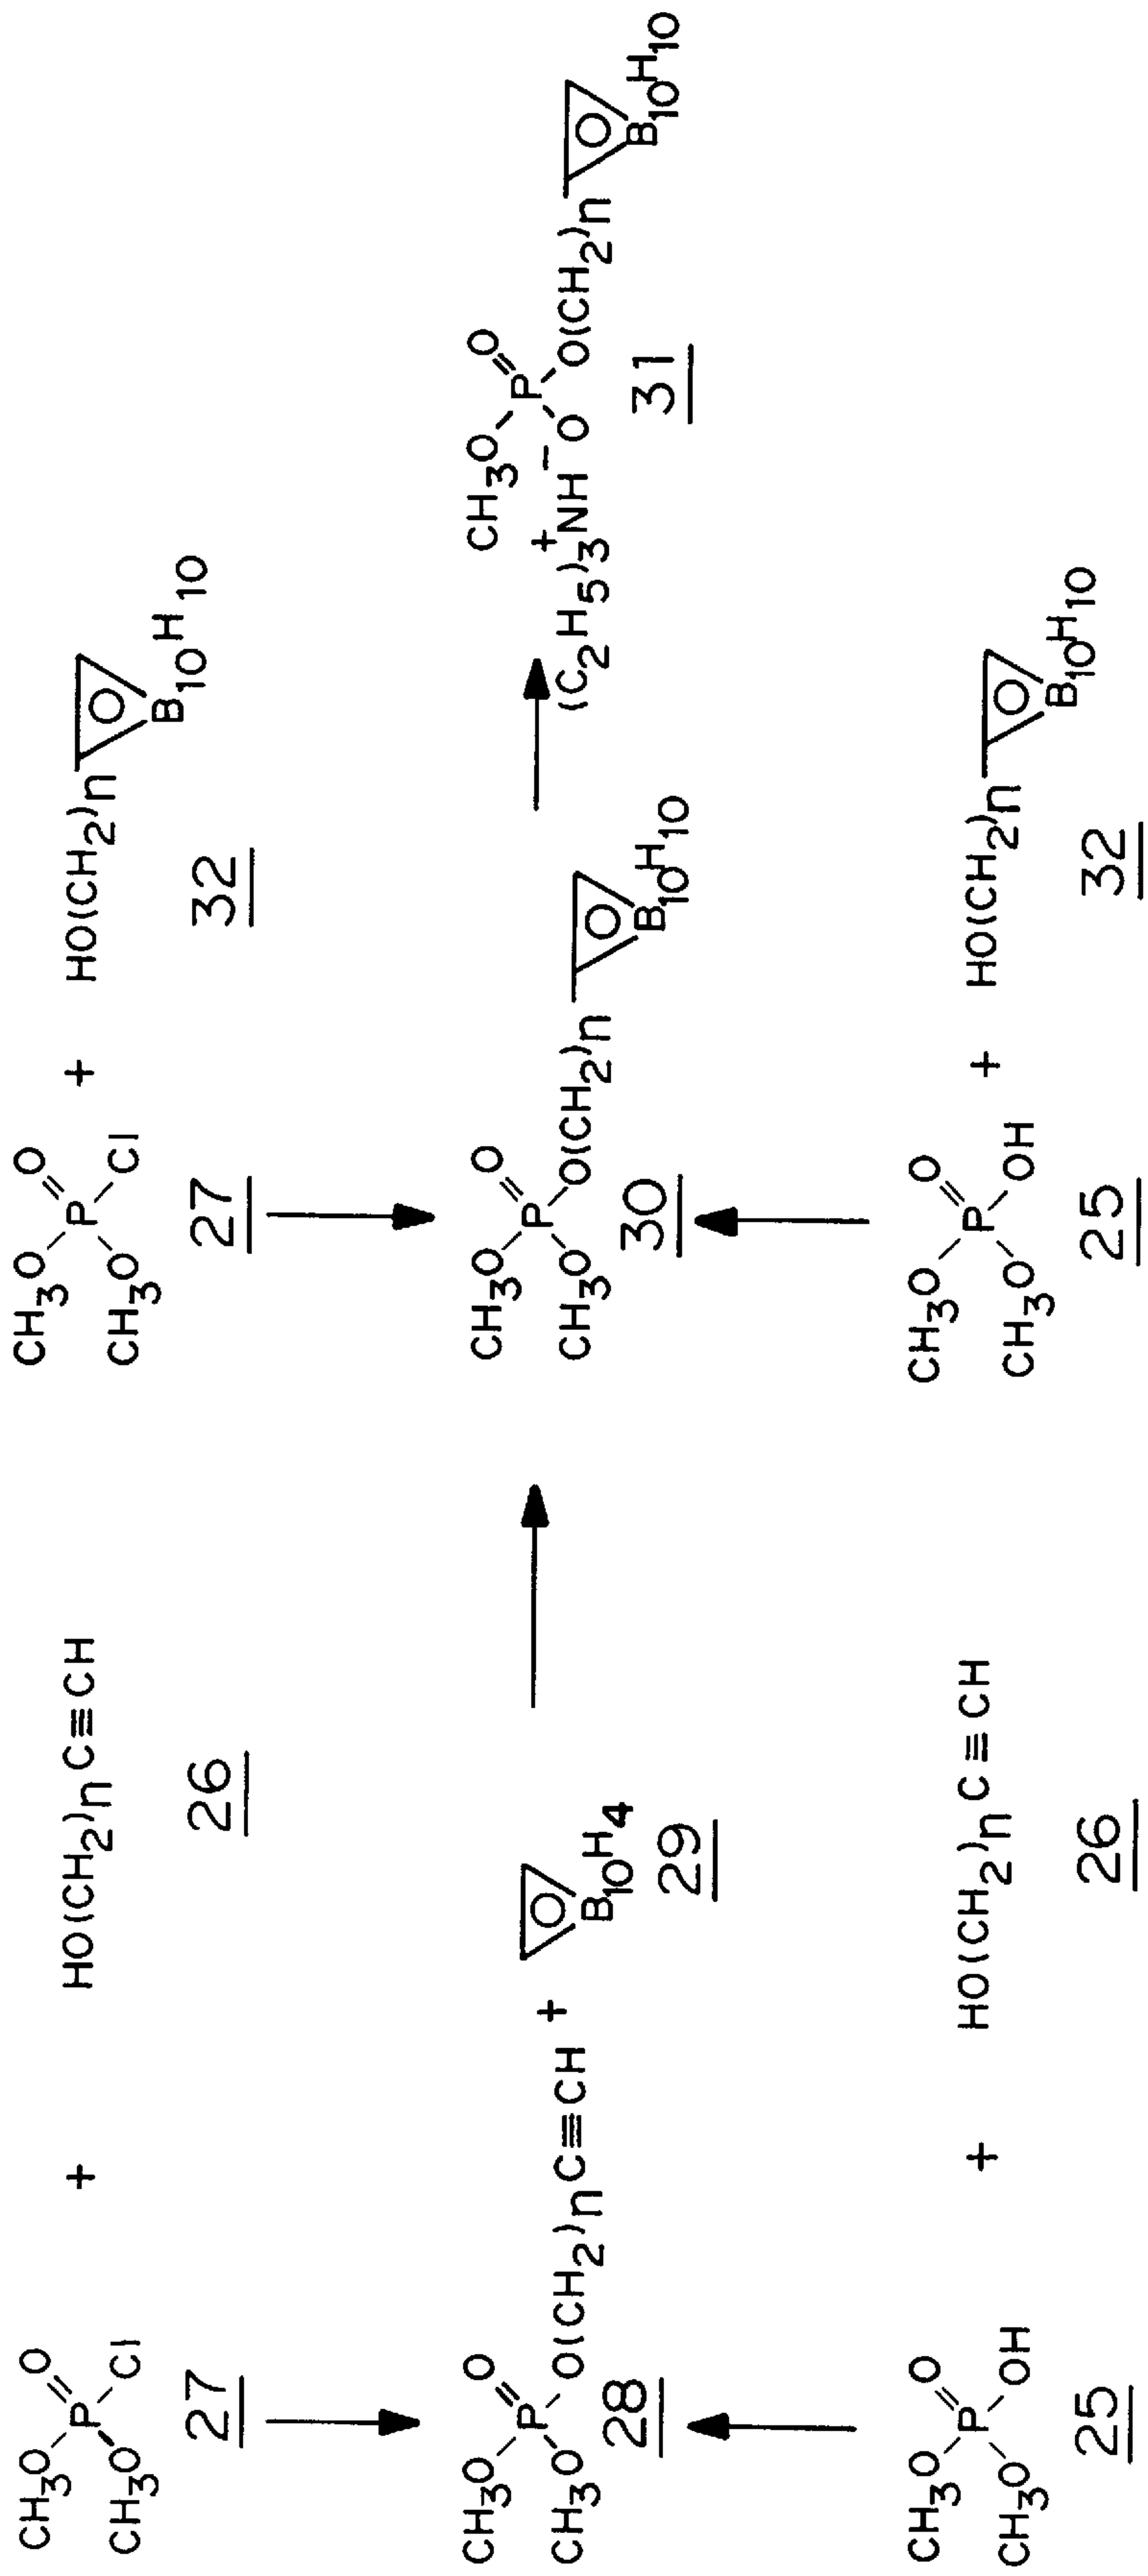 CH3O O
P
CH3O Cl
27
+
HO(CH2)nC≡CH
26
CH3O O
P
CH3O Cl
27
+
HO(CH2)n
B10H10
32
CH3O O
P
CH3O O(CH2)nC≡CH
28
+
O
B10H4
29
CH3O O
P
CH3O O(CH2)n
30
O
B10H10
CH3O O
P
(C2H5)3+NH - O O(CH2)n
31
O
B10H10
CH3O O
P
CH3O OH
25
+
HO(CH2)nC≡CH
26
CH3O O
P
CH3O OH
25
+
HO(CH2)n
O
B10H10
32